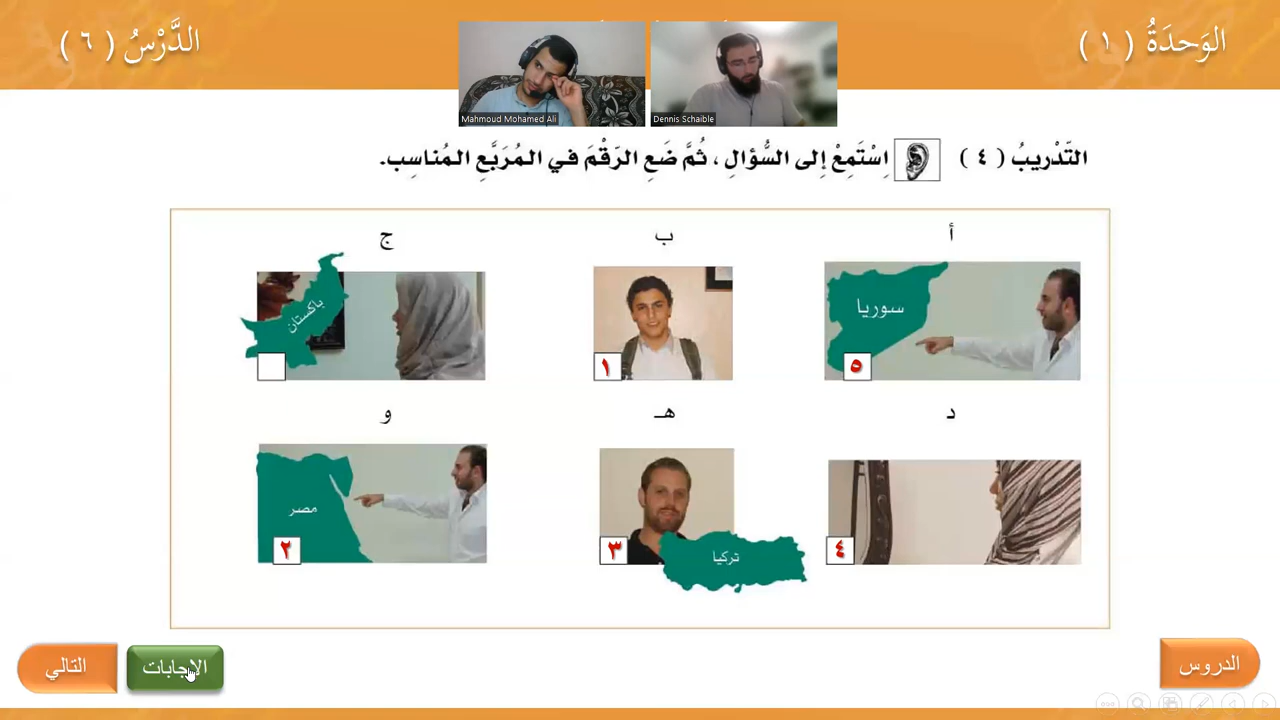 الوَحدَةُ ( ١ )
الدَّرْسُ ( ٦ )
Mahmoud Mohamed Ali
Dennis Schaible
التّدْريبُ ( ٤ ) اِسْتَمِعْ إِلى السُّؤالِ ، ثُمَّ ضَعِ الرّقْمَ في المُرَبَّعِ المُناسِب.
أ
ب
ج
سوريا
٥
١
باكستان
د
هـ
و
٤
٣
تركيا
مصر
٢
الدروس
الإجابات
التالي